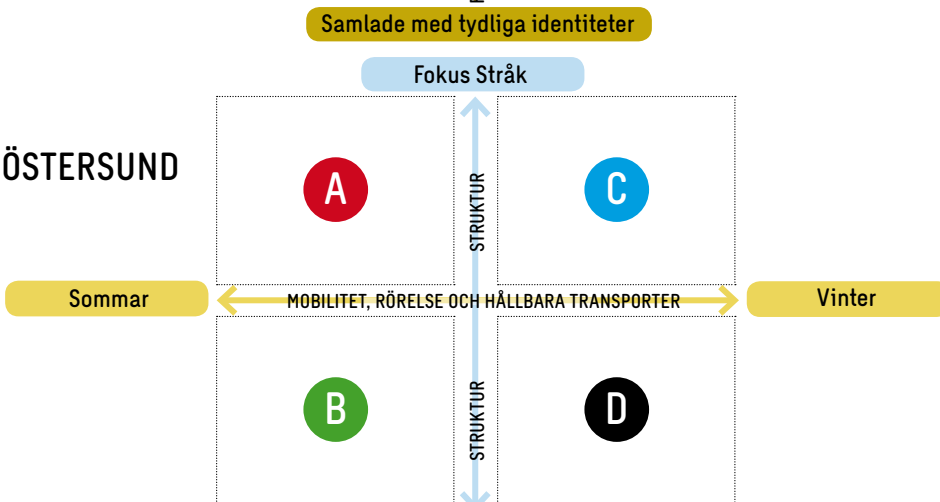 Samlade med tydliga identiteter
Fokus Stråk
ÖSTERSUND
A
STRUKTUR
C
Sommar
MOBILITET, RÖRELSE OCH HÅLLBARA TRANSPORTER
Vinter
B
STRUKTUR
D